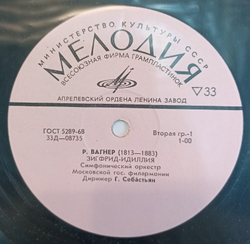 МИНИСТЕРСТВО КУЛЬТУРЫ СССР
МЕЛОДИЯ
ВСЕСОЮЗНАЯ ФИРМА ГРАМПЛАСТИНОК
▽33
АПРЕЛЕВСКИЙ ОРДЕНА ЛЕНИНА ЗАВОД
ГОСТ 5289-68
33Д—08735
Вторая гр.-1
1-00
Р. ВАГНЕР (1813—1883)
ЗИГФРИД-ИДИЛЛИЯ
Симфонический оркестр
Московской гос. филармонии
Дирижер Г. Себастьян